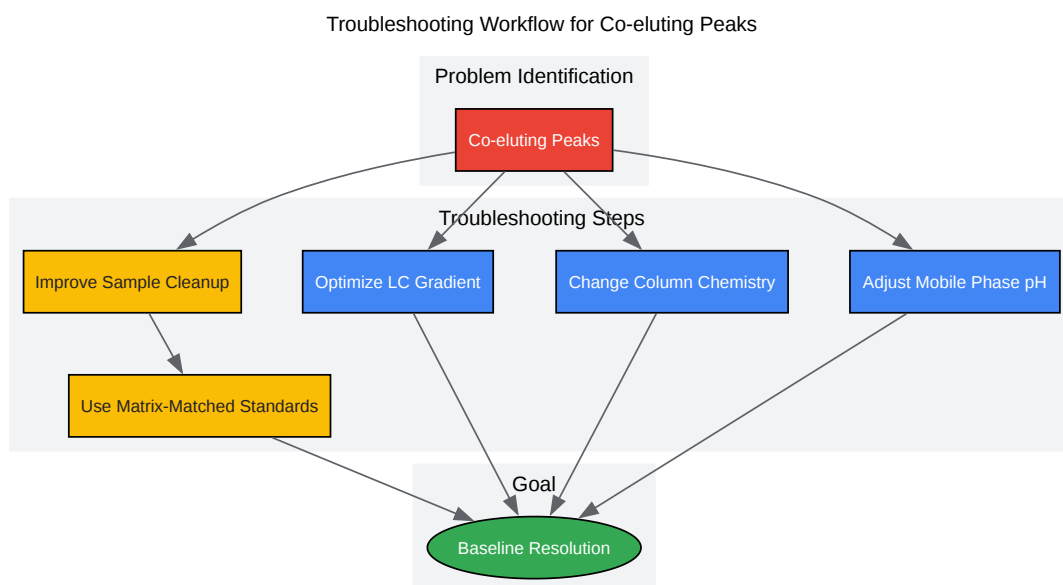 Troubleshooting Workflow for Co-eluting Peaks
Problem Identification
Co-eluting Peaks
Troubleshooting Steps
Improve Sample Cleanup
Optimize LC Gradient
Change Column Chemistry
Adjust Mobile Phase pH
Use Matrix-Matched Standards
Goal
Baseline Resolution